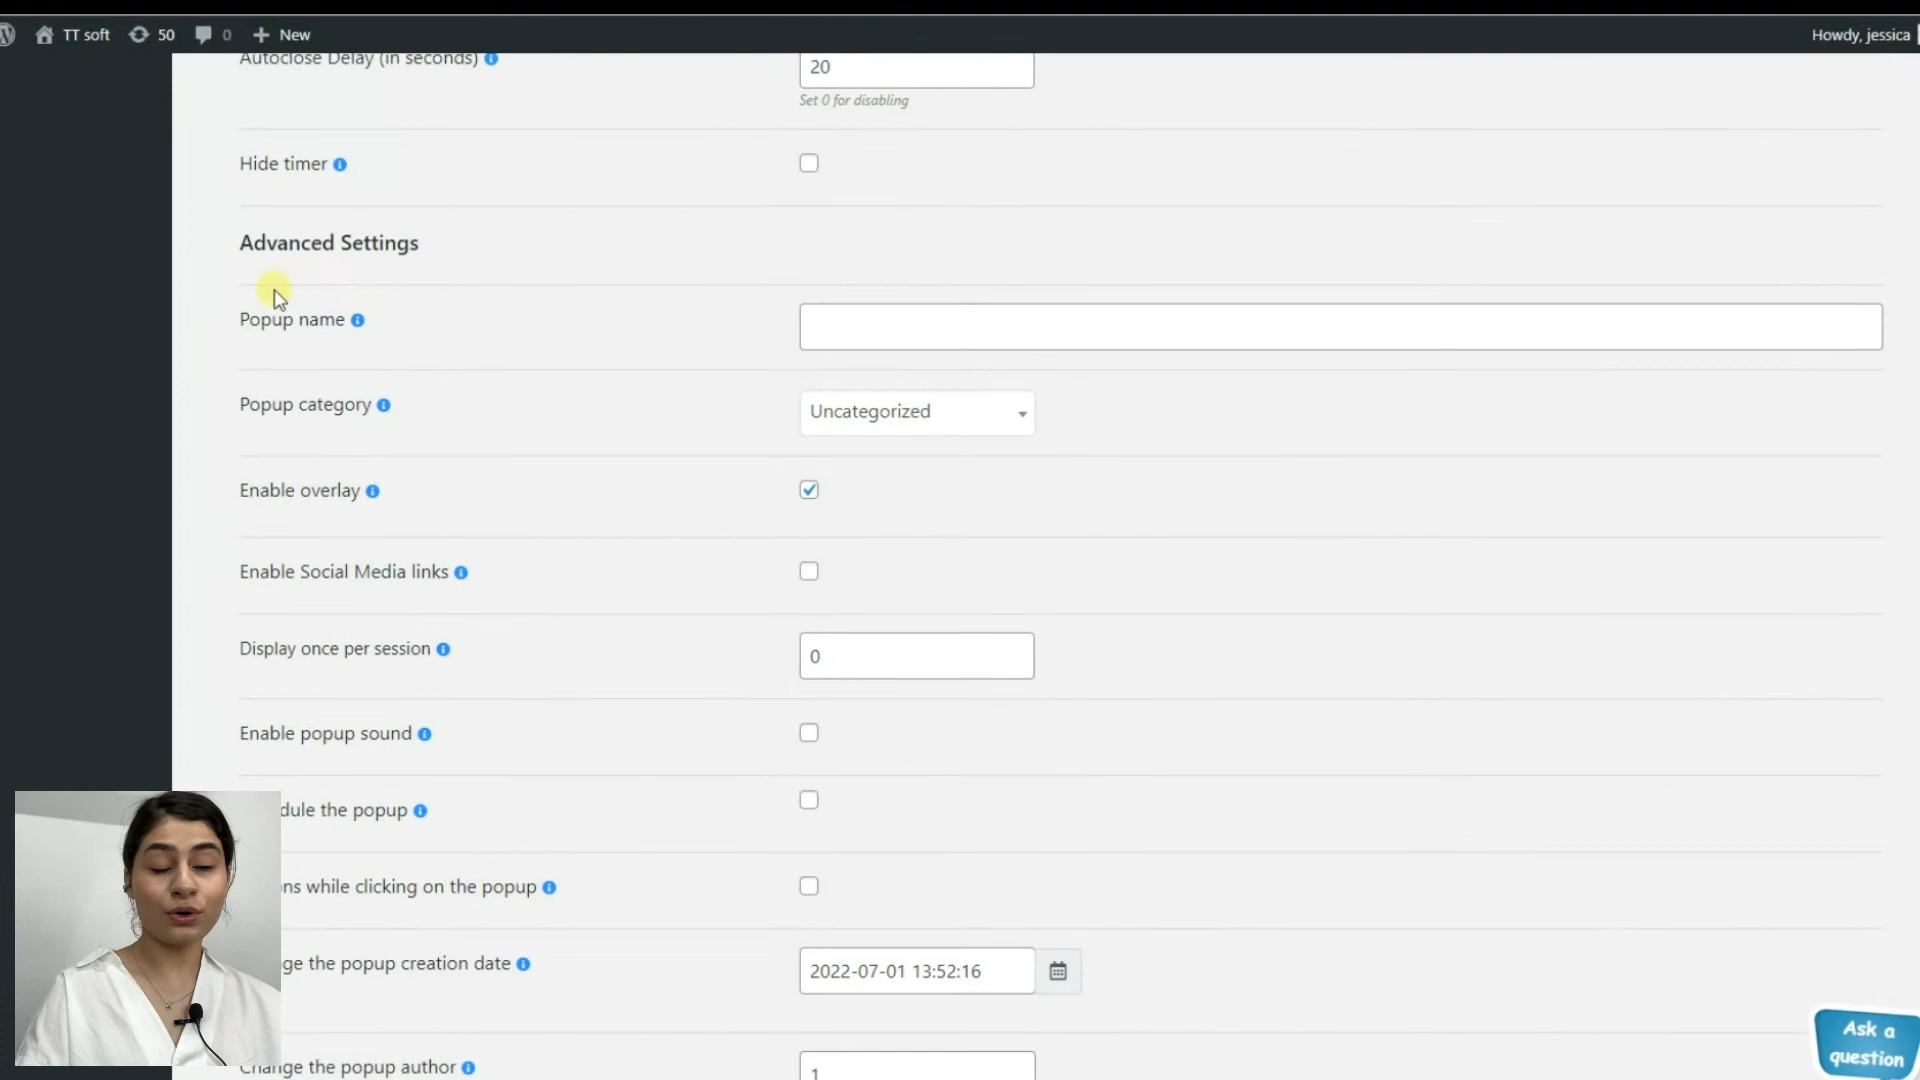 TT soft 50 0 New Howdy, jessica
Autoclose Delay (in seconds) 20
Set 0 for disabling
Hide timer
Advanced Settings
Popup name
Popup category Uncategorized
Enable overlay
Enable Social Media links
Display once per session 0
Enable popup sound
dule the popup
ns while clicking on the popup
ge the popup creation date 2022-07-01 13:52:16
Change the popup author 1
Ask a
question